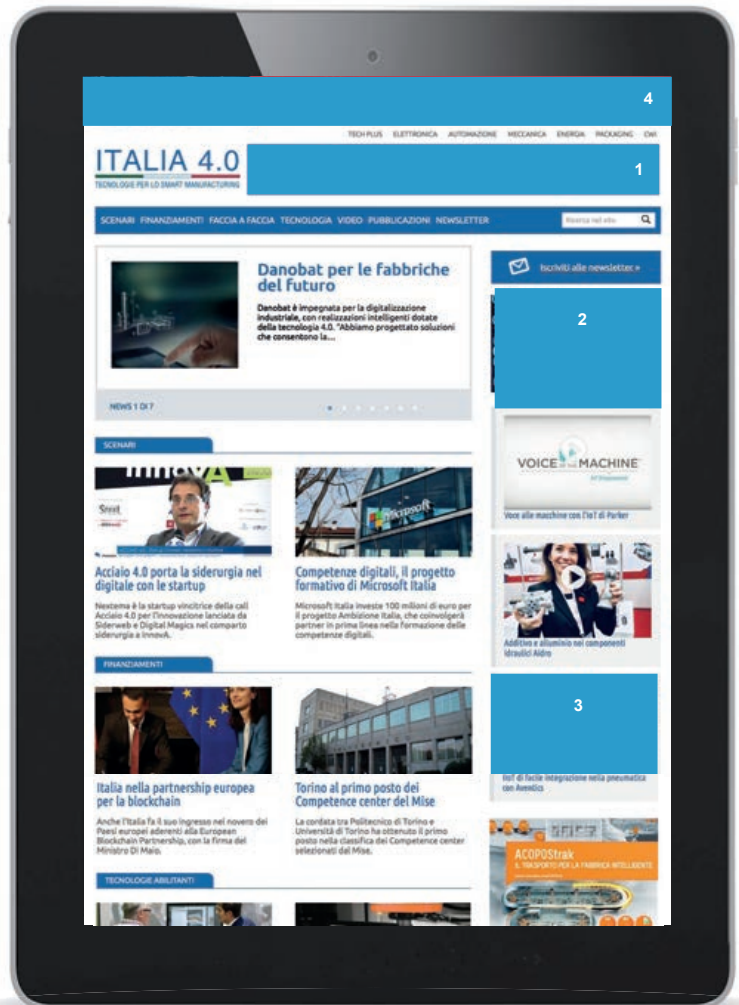 4
TECH PLUS ELETTRONICA AUTOMAZIONE MECCANICA ENERGIA PACKAGING CWI
ITALIA 4.0
TECNOLOGIE PER LO SMART MANUFACTURING
1
SCENARI FINANZIAMENTI FACCIA A FACCIA TECNOLOGIA VIDEO PUBBLICAZIONI NEWSLETTER
Ricerca nel sito
Danobat per le fabbriche
del futuro
Danobat è impegnata per la digitalizzazione
industriale, con realizzazioni intelligenti dotate
della tecnologia 4.0. "Abbiamo progettato soluzioni
che consentono la...
NEWS 1 DI 7
Iscriviti alle newsletter »
2
VOICE OF THE MACHINE
Voce alle macchine con l'IoT di Parker
SCENARI
InnovA
Microsoft
Acciaio 4.0 porta la siderurgia nel
digitale con le startup
Nextema è la startup vincitrice della call
Acciaio 4.0 per l'innovazione lanciata da
Siderweb e Digital Magics nel comparto
siderurgia a InnovA.
Competenze digitali, il progetto
formativo di Microsoft Italia
Microsoft Italia investe 100 milioni di euro per
il progetto Ambizione Italia, che coinvolgerà
partner in prima linea nella formazione delle
competenze digitali.
Additivo e alluminio nei componenti
idraulici Aidro
FINANZIAMENTI
Italia nella partnership europea
per la blockchain
Anche l'Italia fa il suo ingresso nel novero dei
Paesi europei aderenti alla European
Blockchain Partnership, con la firma del
Ministro Di Maio.
Torino al primo posto dei
Competence center del Mise
La cordata tra Politecnico di Torino e
Università di Torino ha ottenuto il primo
posto nella classifica dei Competence center
selezionati dal Mise.
3
IIoT di facile integrazione nella pneumatica
con Aventics
ACOPOStrak
IL TRASPORTO PER LA FABBRICA INTELLIGENTE
TECNOLOGIE ABILITANTI